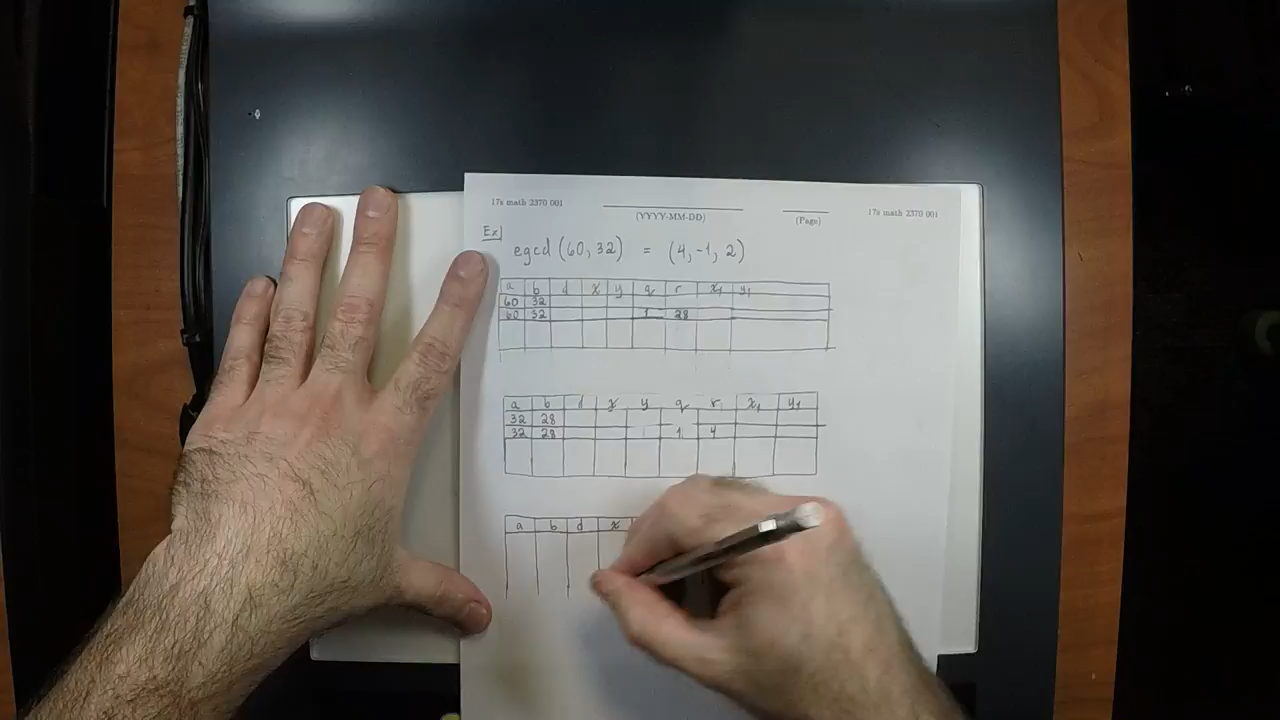 17s math 2370 001 (YYYY-MM-DD) (Page) 17s math 2370 001
Ex
egcd (60, 32) = (4, -1, 2)
a b d x y q r x₁ y₁
60 32
60 32 1 28
a b d x y q r x₁ y₁
32 28
32 28 1 4
a b d x